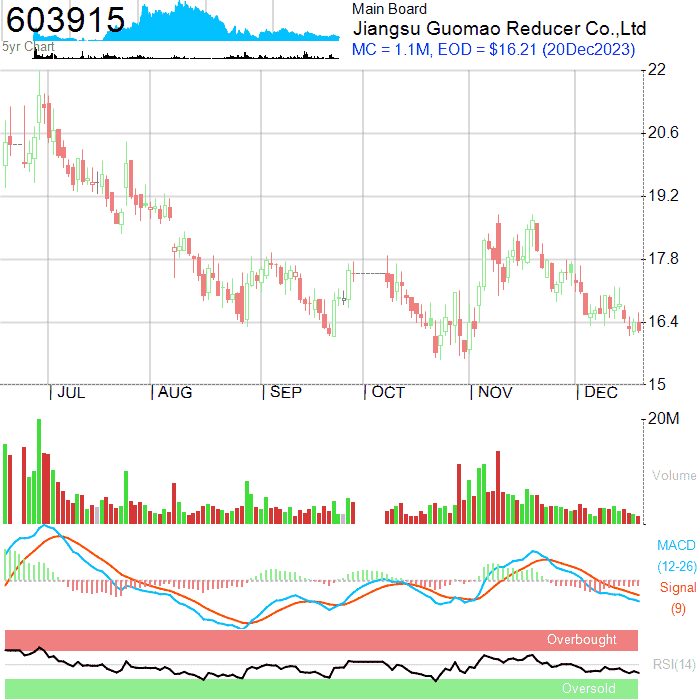 603915
Main Board
Jiangsu Guomao Reducer Co.,Ltd
5yr Chart
MC = 1.1M, EOD = $16.21 (20Dec2023)
22
20.6
19.2
17.8
16.4
15
JUL AUG SEP OCT NOV DEC
20M
Volume
MACD
(12-26)
Signal
(9)
Overbought
RSI(14)
Oversold